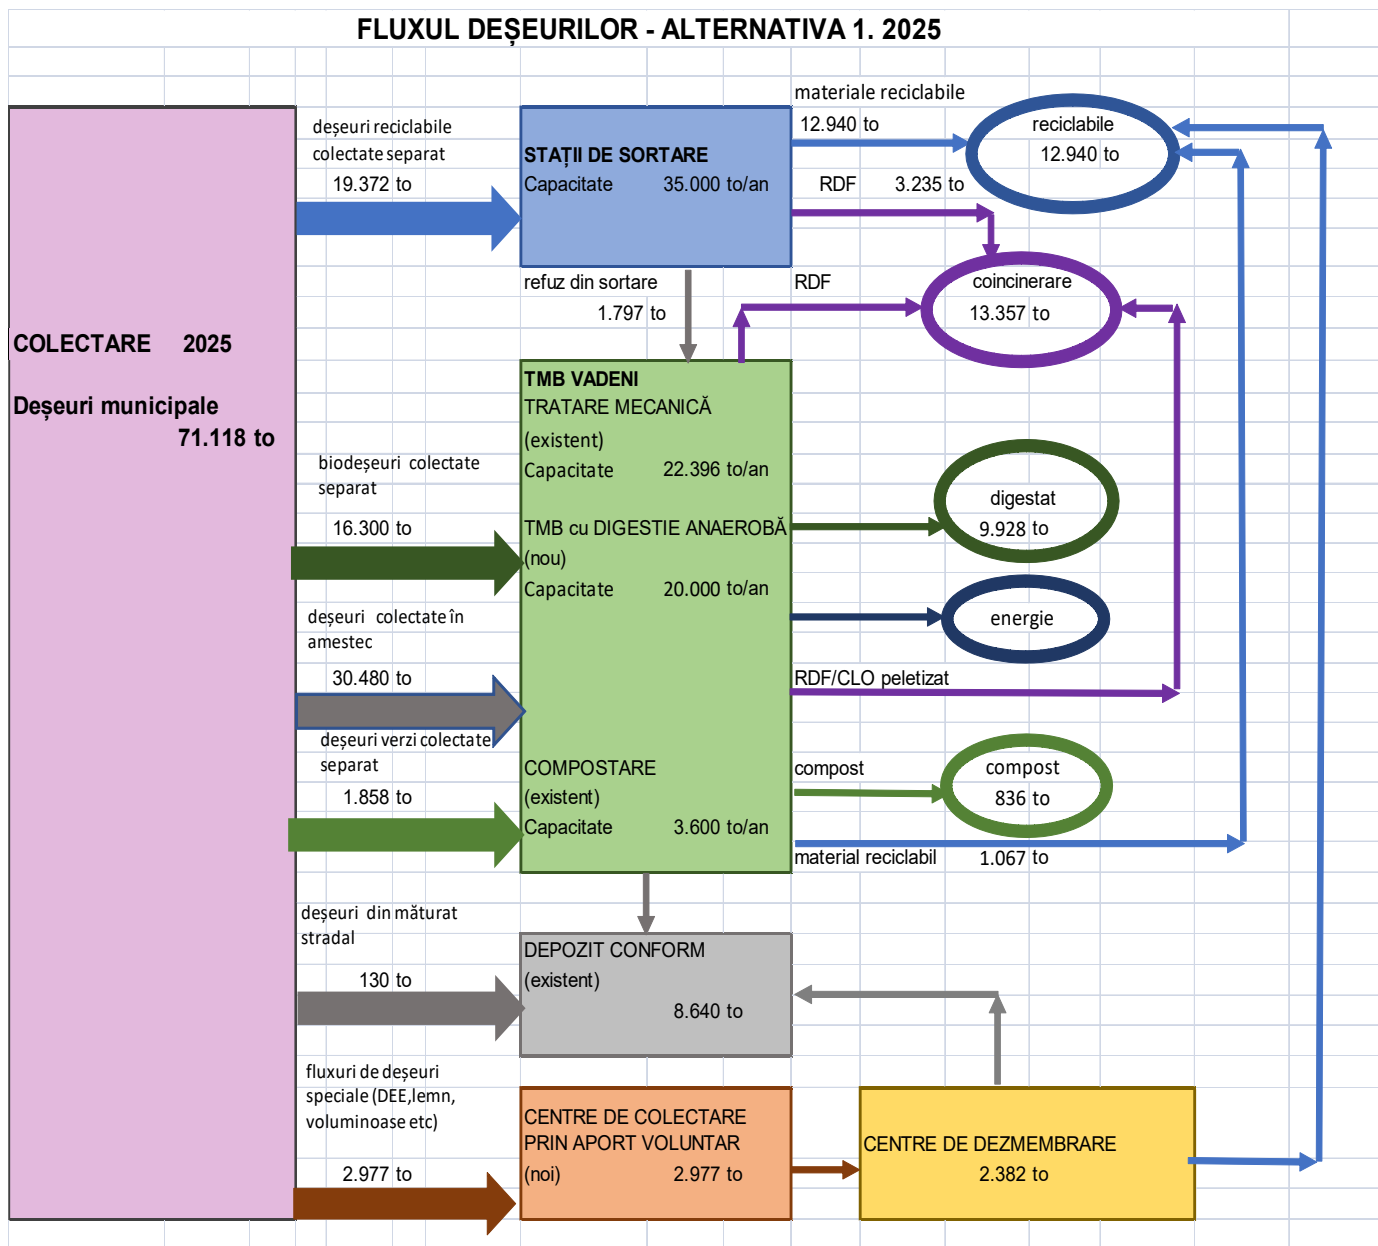 FLUXUL DEȘEURILOR - ALTERNATIVA 1. 2025
COLECTARE 2025
Deșeuri municipale
71.118 to
deșeuri reciclabile
colectate separat
19.372 to
biodeșeuri colectate
separat
16.300 to
deșeuri colectate în
amestec
30.480 to
deșeuri verzi colectate
separat
1.858 to
deșeuri din măturat
stradal
130 to
fluxuri de deșeuri
speciale (DEE,lemn,
voluminoase etc)
2.977 to
STAȚII DE SORTARE
Capacitate 35.000 to/an
refuz din sortare
1.797 to
TMB VADENI
TRATARE MECANICĂ
(existent)
Capacitate 22.396 to/an
TMB cu DIGESTIE ANAEROBĂ
(nou)
Capacitate 20.000 to/an
COMPOSTARE
(existent)
Capacitate 3.600 to/an
DEPOZIT CONFORM
(existent)
8.640 to
CENTRE DE COLECTARE
PRIN APORT VOLUNTAR
(noi) 2.977 to
CENTRE DE DEZMEMBRARE
2.382 to
materiale reciclabile
12.940 to
RDF 3.235 to
RDF
RDF/CLO peletizat
compost
material reciclabil 1.067 to
reciclabile
12.940 to
coincinerare
13.357 to
digestat
9.928 to
energie
compost
836 to